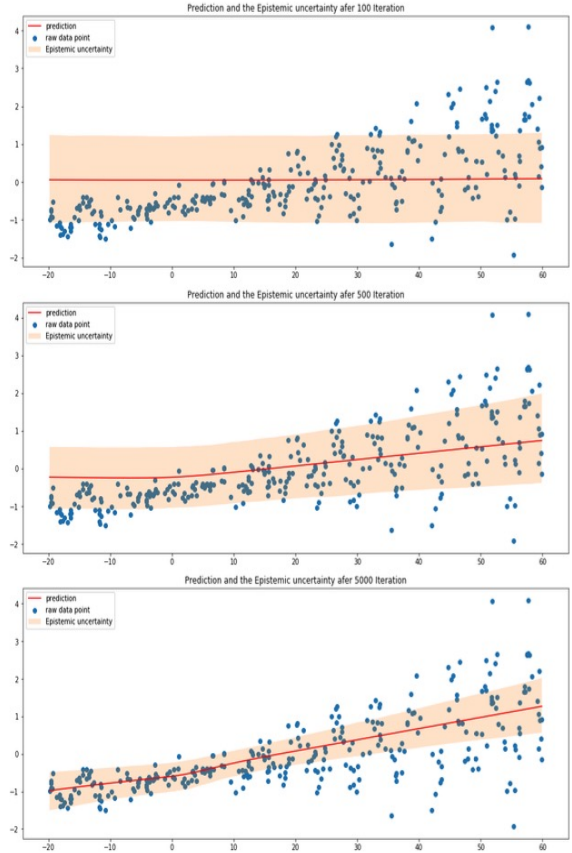 Prediction and the Epistemic uncertainty afer 100 Iteration
prediction
raw data point
Epistemic uncertainty
4
3
2
1
0
−1
−2
−20 −10 0 10 20 30 40 50 60
Prediction and the Epistemic uncertainty afer 500 Iteration
prediction
raw data point
Epistemic uncertainty
4
3
2
1
0
−1
−2
−20 −10 0 10 20 30 40 50 60
Prediction and the Epistemic uncertainty afer 5000 Iteration
prediction
raw data point
Epistemic uncertainty
4
3
2
1
0
−1
−2
−20 −10 0 10 20 30 40 50 60